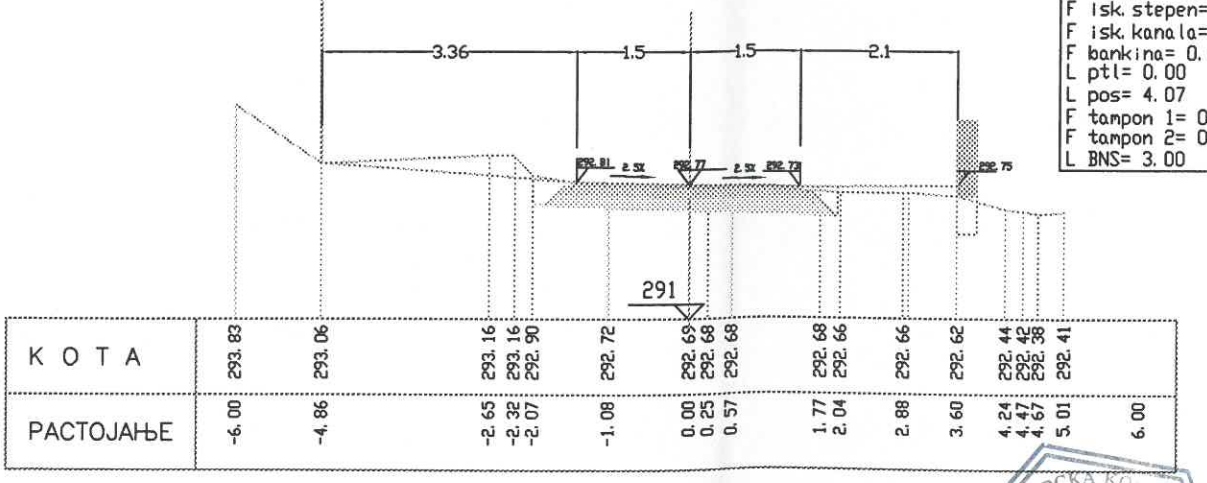 F isk. stepen=
F isk. kanala=
F bankina= 0.
L ptl= 0. 00
L pos= 4. 07
F tampon 1= 0
F tampon 2= 0
L BNS= 3. 00
3.36 1.5 1.5 2.1
292. 81 2. 5% 292. 77 2. 5% 292. 73 292. 75
291
К О Т А 293. 83 293. 06 293. 16 293. 16 292. 90 292. 72 292. 69 292. 68 292. 68 292. 68 292. 66 292. 66 292. 62 292. 44 292. 42 292. 38 292. 41
РАСТОЈАЊЕ -6. 00 -4. 86 -2. 65 -2. 32 -2. 07 -1. 08 0. 00 0. 25 0. 57 1. 77 2. 04 2. 88 3. 60 4. 24 4. 47 4. 67 5. 01 6. 00